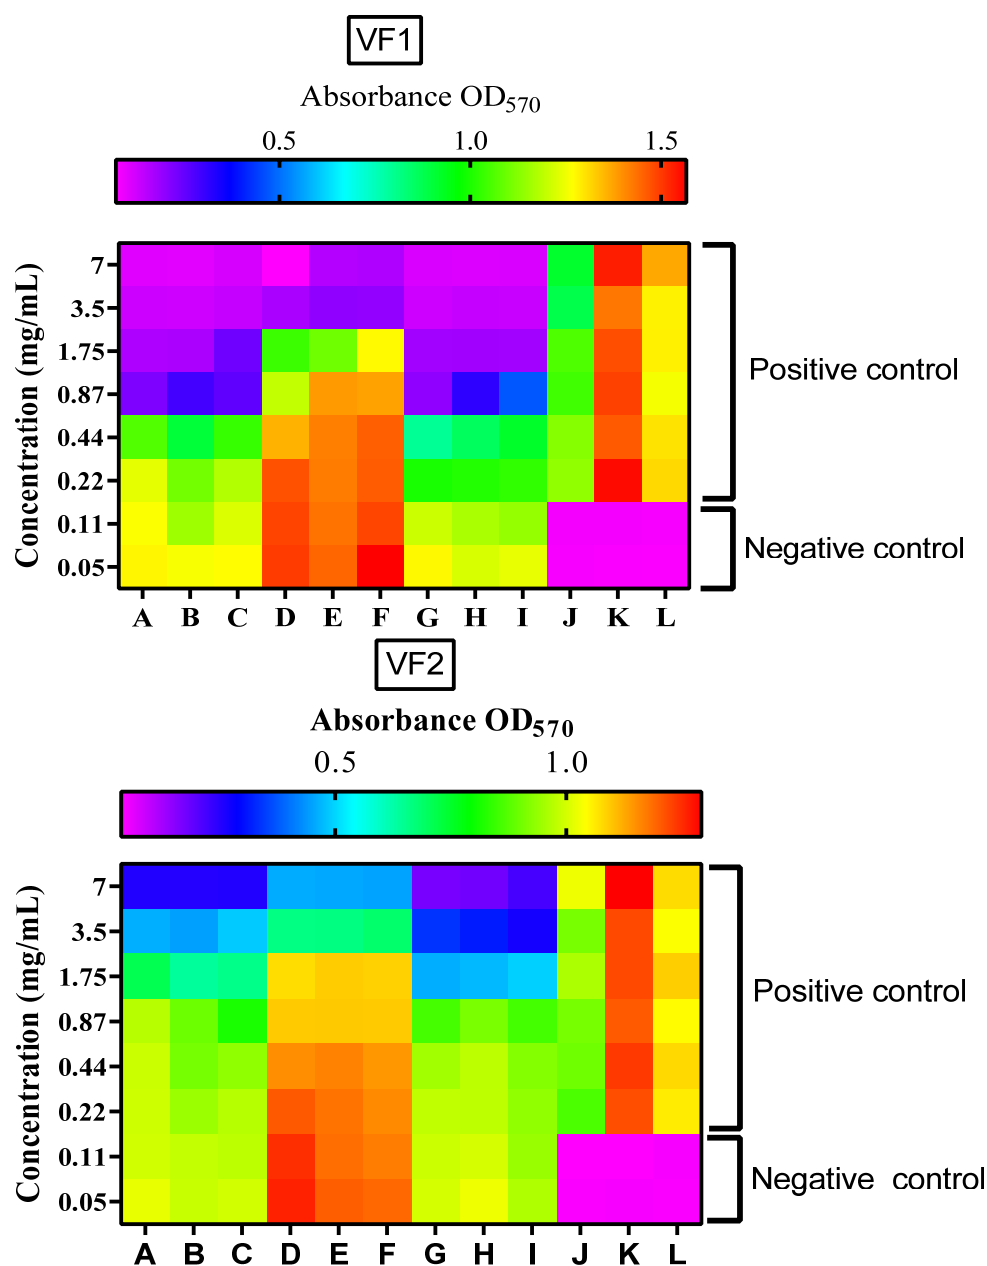 VF1
Absorbance OD570
0.5 1.0 1.5
Concentration (mg/mL)
7
3.5
1.75
0.87
0.44
0.22
0.11
0.05
Positive control
Negative control
A B C D E F G H I J K L
VF2
Absorbance OD570
0.5 1.0
Concentration (mg/mL)
7
3.5
1.75
0.87
0.44
0.22
0.11
0.05
Positive control
Negative control
A B C D E F G H I J K L